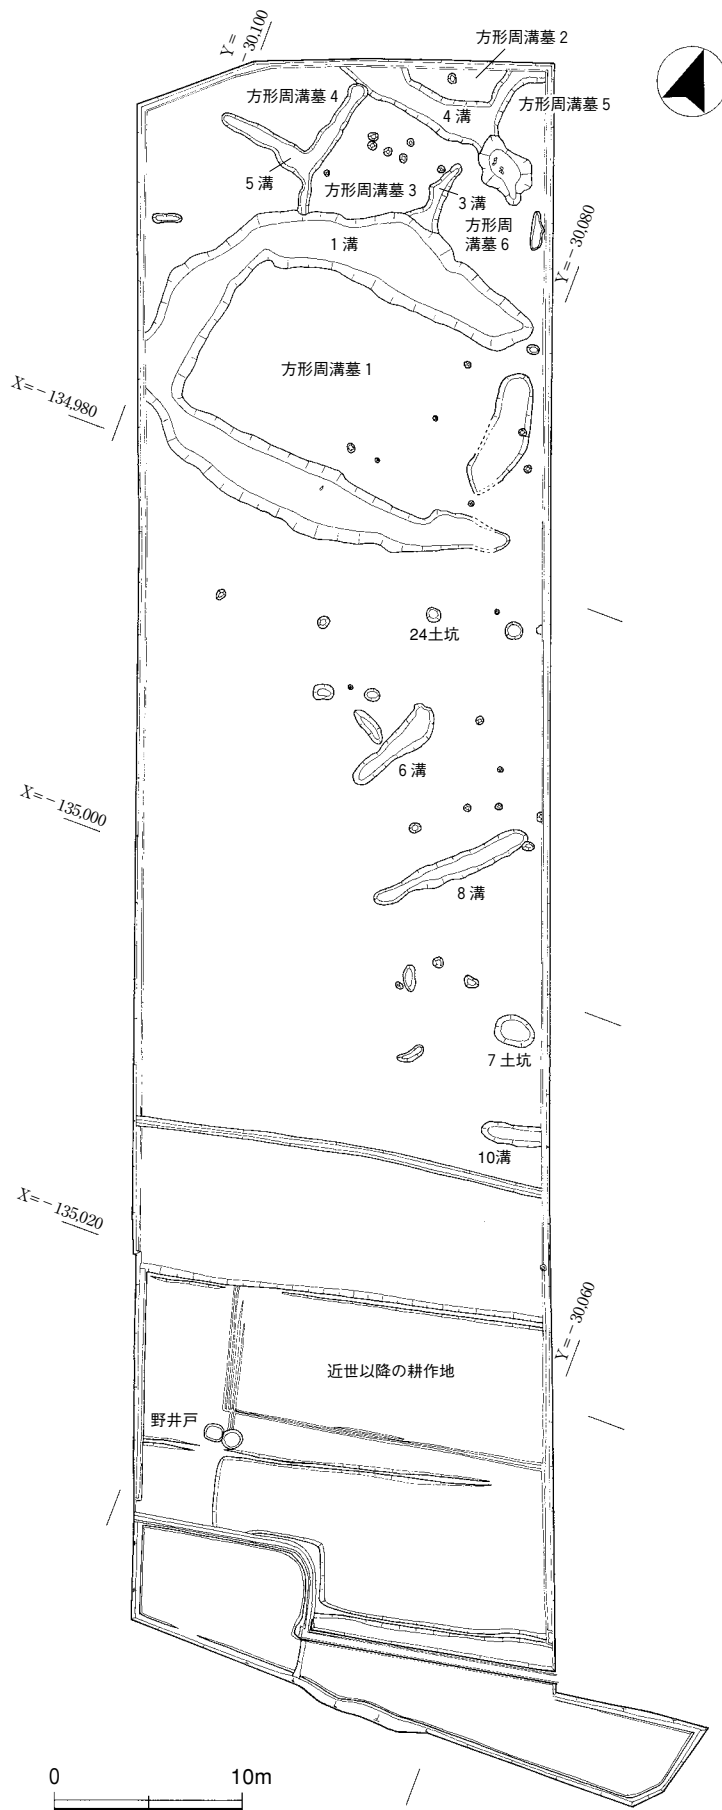 Y=
-30,100
方形周溝墓2
方形周溝墓4
方形周溝墓5
4溝
5溝
方形周溝墓3
3溝
方形周
溝墓6
1溝
Y=-30,080
方形周溝墓1
X=-134,980
24土坑
6溝
X=-135,000
8溝
7土坑
10溝
X=-135,020
Y=-30,060
近世以降の耕作地
野井戸
0 10m